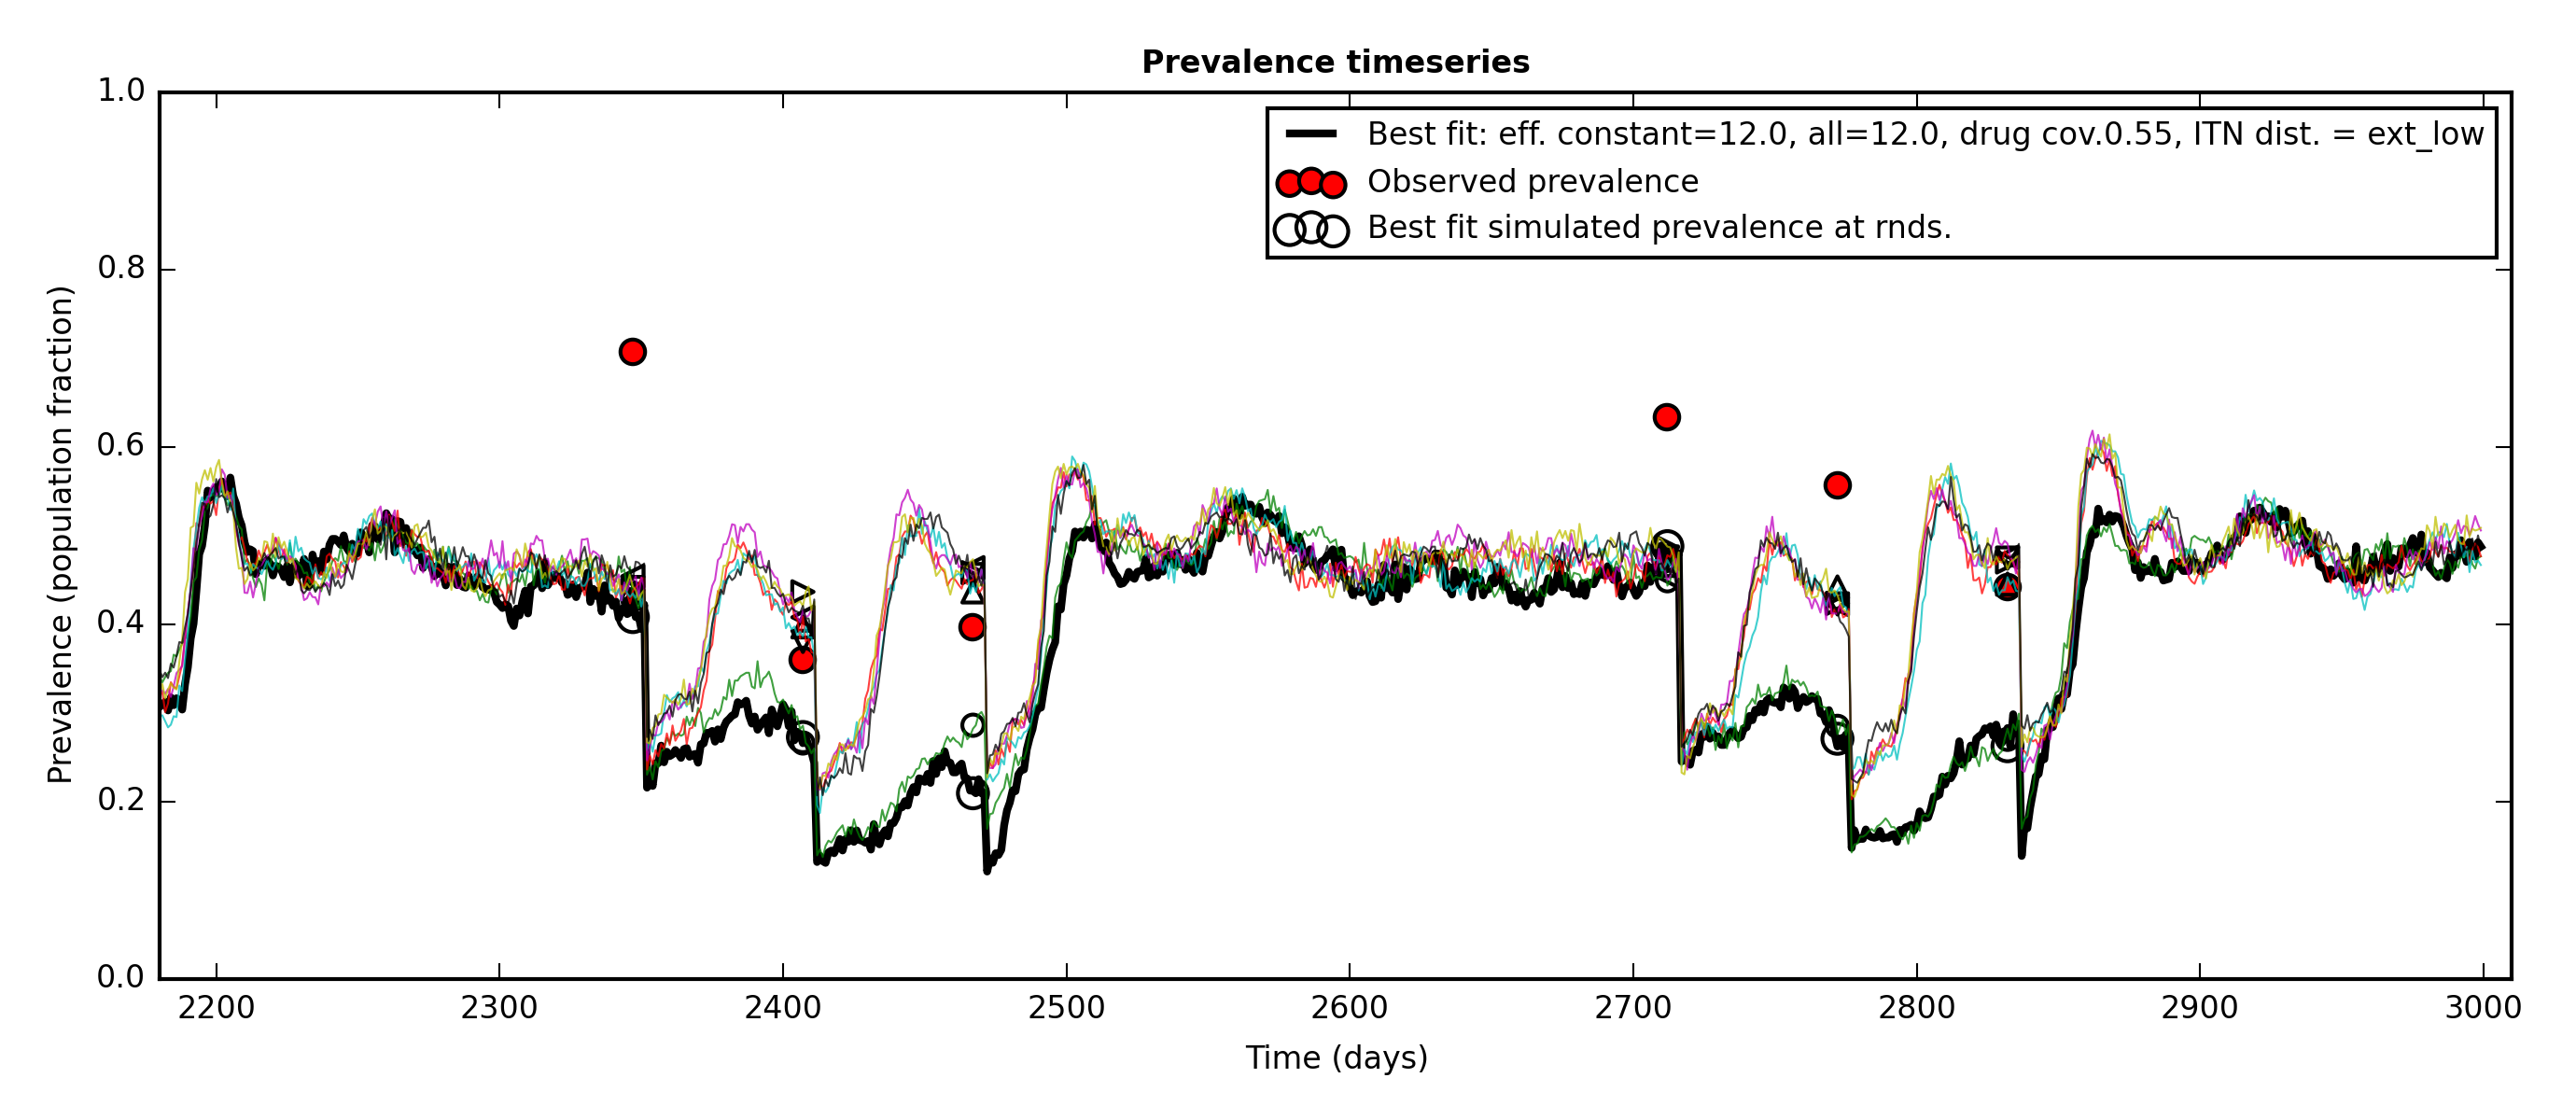 Prevalence timeseries
1.0
0.8
0.6
0.4
0.2
0.0
Prevalence (population fraction)
Best fit: eff. constant=12.0, all=12.0, drug cov.0.55, ITN dist. = ext_low
Observed prevalence
Best fit simulated prevalence at rnds.
2200 2300 2400 2500 2600 2700 2800 2900 3000
Time (days)